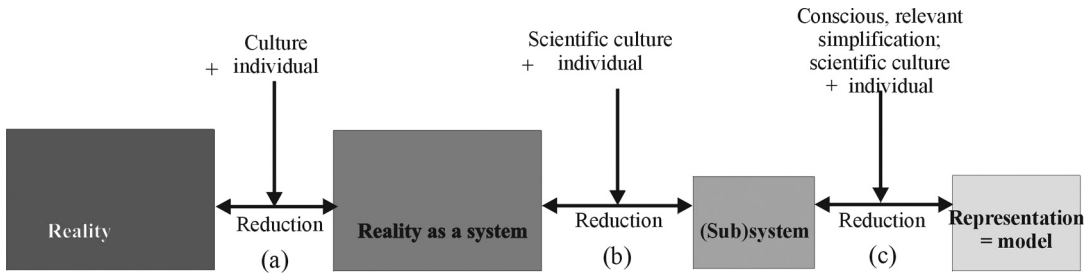 Culture
+ individual
Scientific culture
+ individual
Conscious, relevant
simplification;
scientific culture
+ individual
Reality
Reduction
(a)
Reality as a system
Reduction
(b)
(Sub)system
Reduction
(c)
Representation
= model